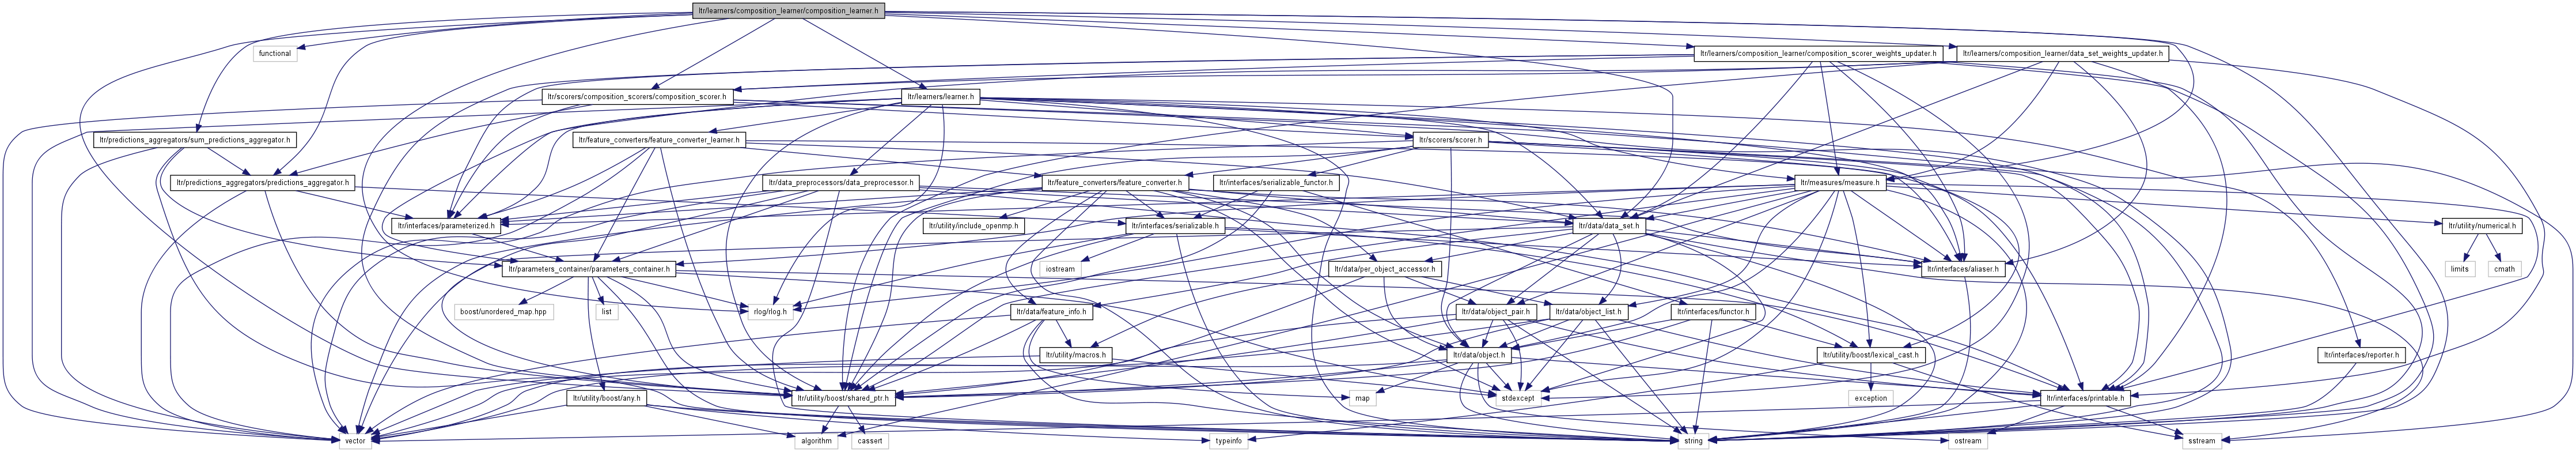 ltr/learners/composition_learner/composition_learner.h
functional
ltr/learners/composition_learner/composition_scorer_weights_updater.h
ltr/learners/composition_learner/data_set_weights_updater.h
ltr/scorers/composition_scorers/composition_scorer.h
ltr/learners/learner.h
ltr/predictions_aggregators/sum_predictions_aggregator.h
ltr/feature_converters/feature_converter_learner.h
ltr/scorers/scorer.h
ltr/predictions_aggregators/predictions_aggregator.h
ltr/data_preprocessors/data_preprocessor.h
ltr/feature_converters/feature_converter.h
ltr/interfaces/serializable_functor.h
ltr/measures/measure.h
ltr/interfaces/parameterized.h
ltr/utility/include_openmp.h
ltr/interfaces/serializable.h
ltr/data/data_set.h
ltr/utility/numerical.h
ltr/parameters_container/parameters_container.h
iostream
ltr/data/per_object_accessor.h
ltr/interfaces/aliaser.h
limits
cmath
boost/unordered_map.hpp
list
rlog/rlog.h
ltr/data/feature_info.h
ltr/data/object_pair.h
ltr/data/object_list.h
ltr/interfaces/functor.h
ltr/utility/macros.h
ltr/data/object.h
ltr/utility/boost/lexical_cast.h
ltr/interfaces/reporter.h
ltr/utility/boost/any.h
ltr/utility/boost/shared_ptr.h
map
stdexcept
exception
ltr/interfaces/printable.h
vector
algorithm
cassert
typeinfo
string
ostream
sstream